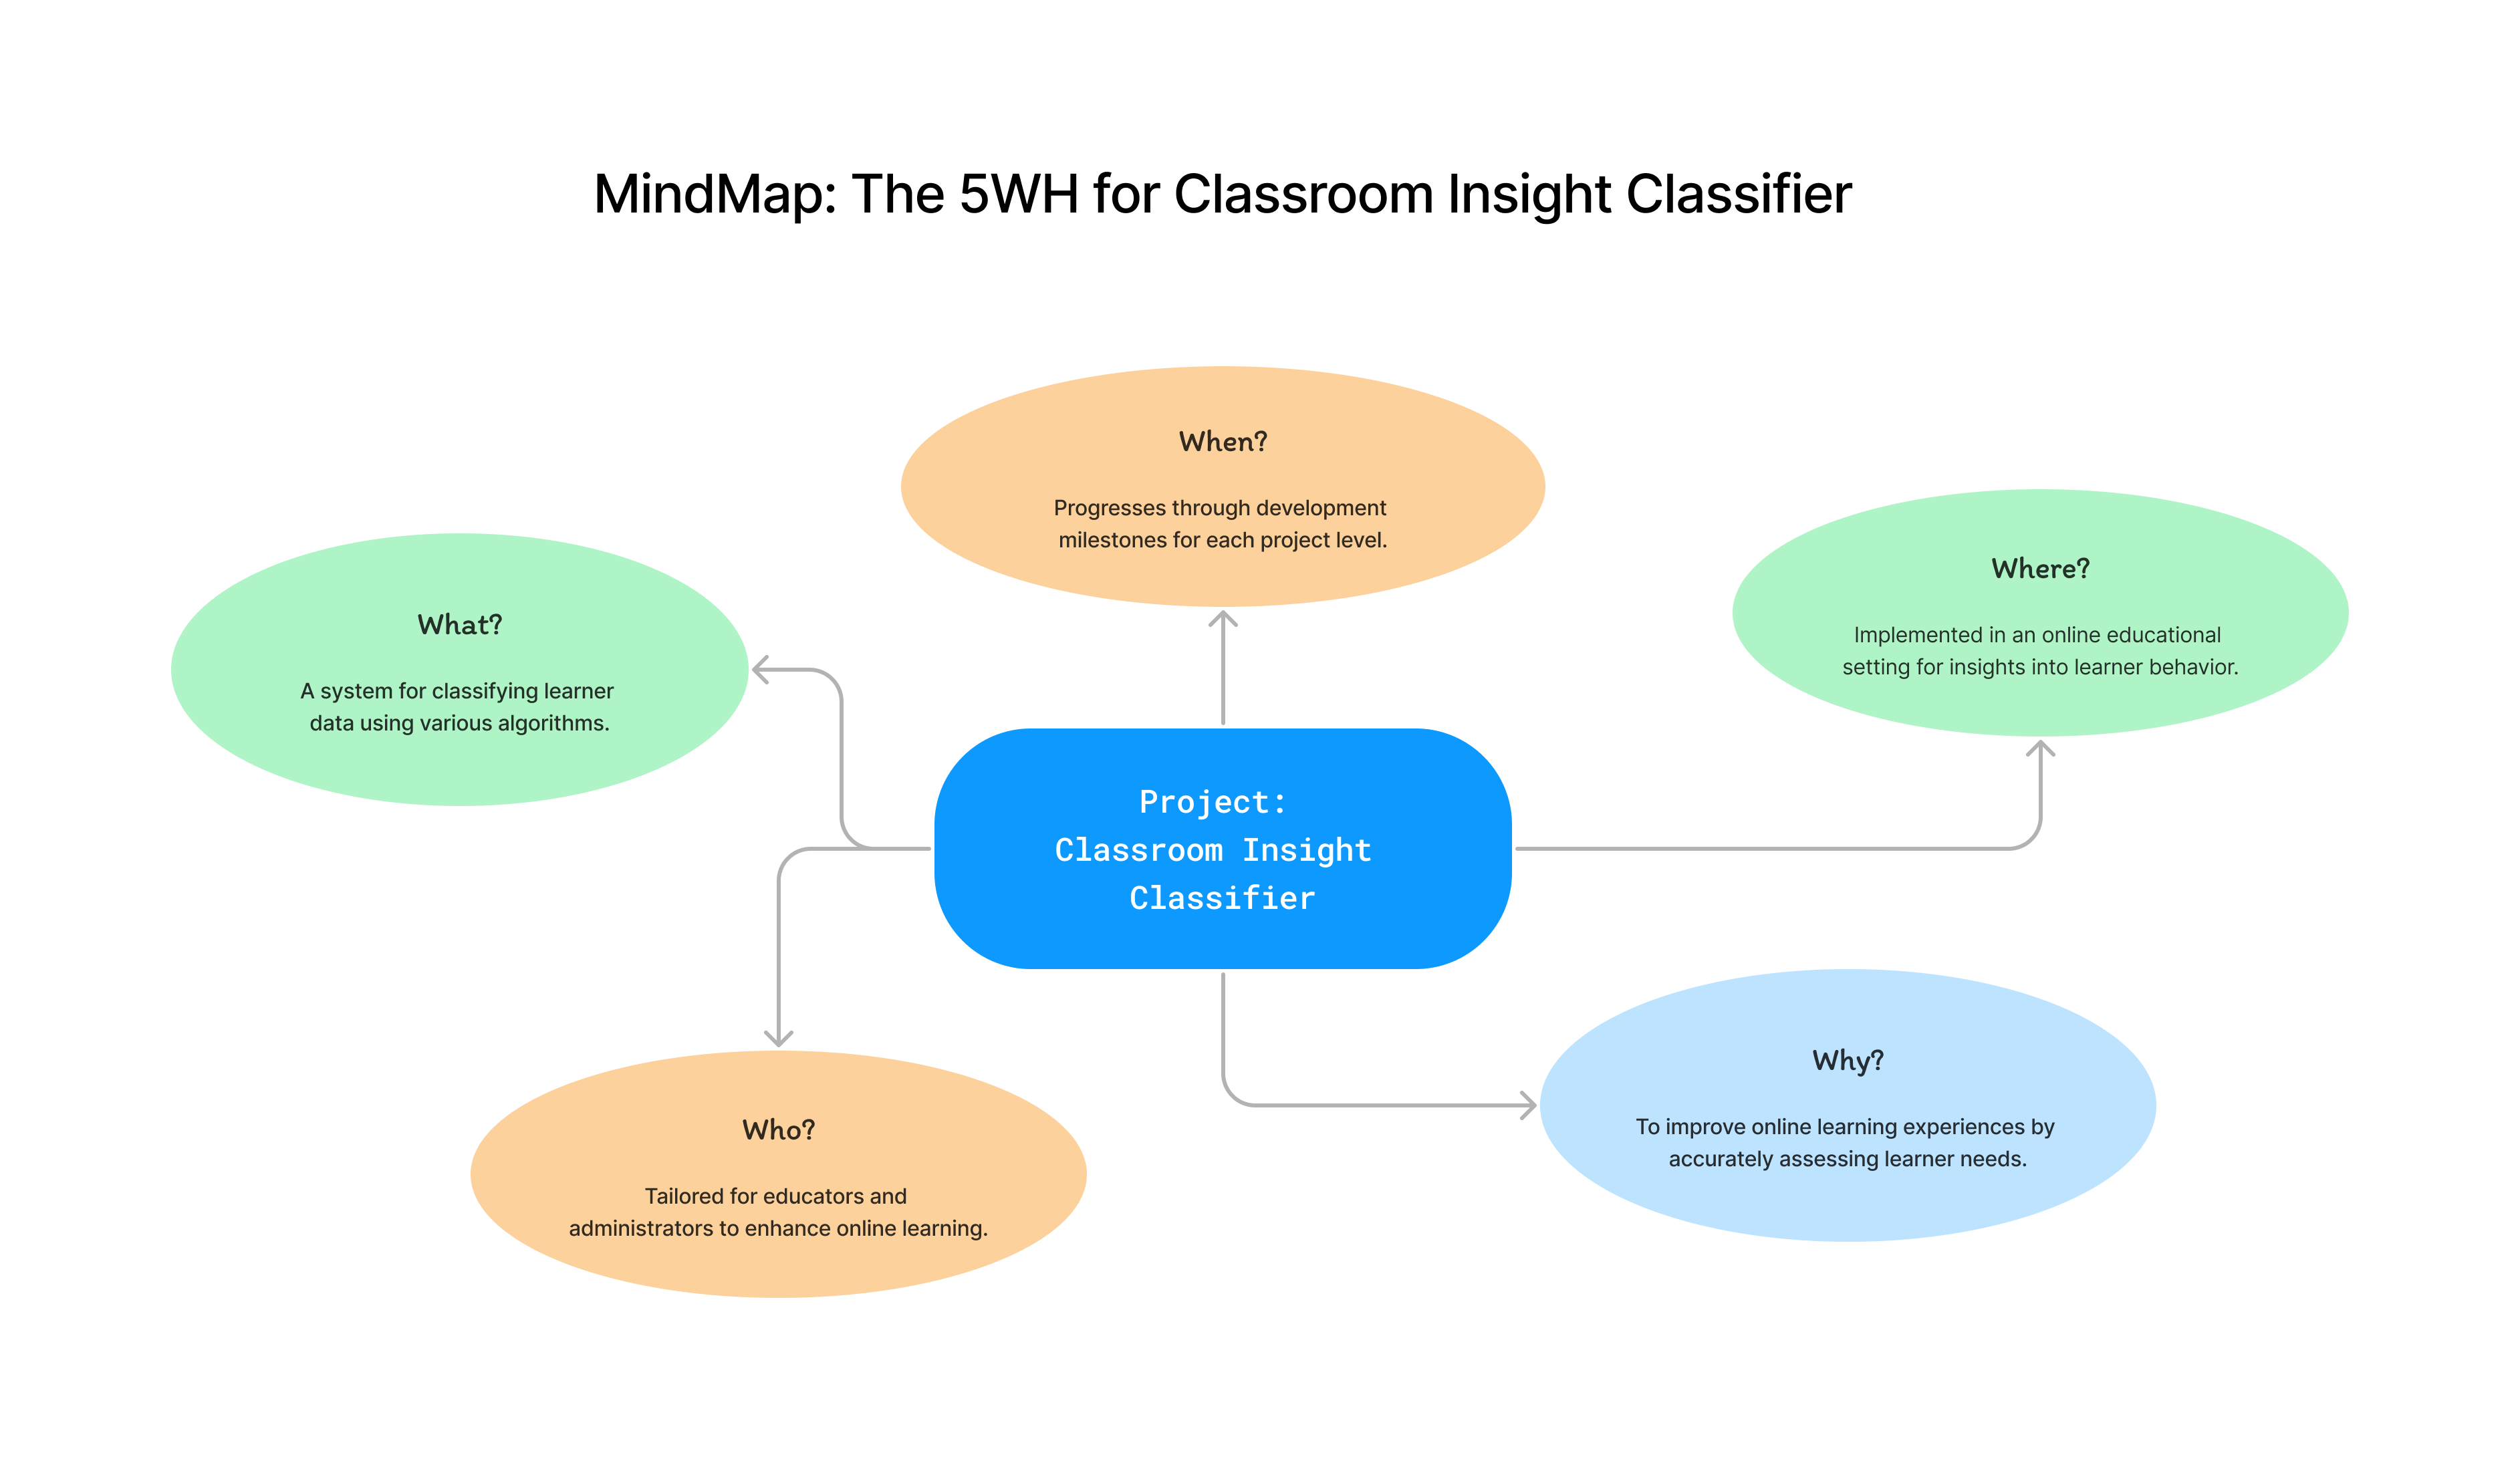 MindMap: The 5WH for Classroom Insight Classifier
When?
Progresses through development
milestones for each project level.
Where?
Implemented in an online educational
setting for insights into learner behavior.
What?
A system for classifying learner
data using various algorithms.
Project:
Classroom Insight
Classifier
Why?
To improve online learning experiences by
accurately assessing learner needs.
Who?
Tailored for educators and
administrators to enhance online learning.